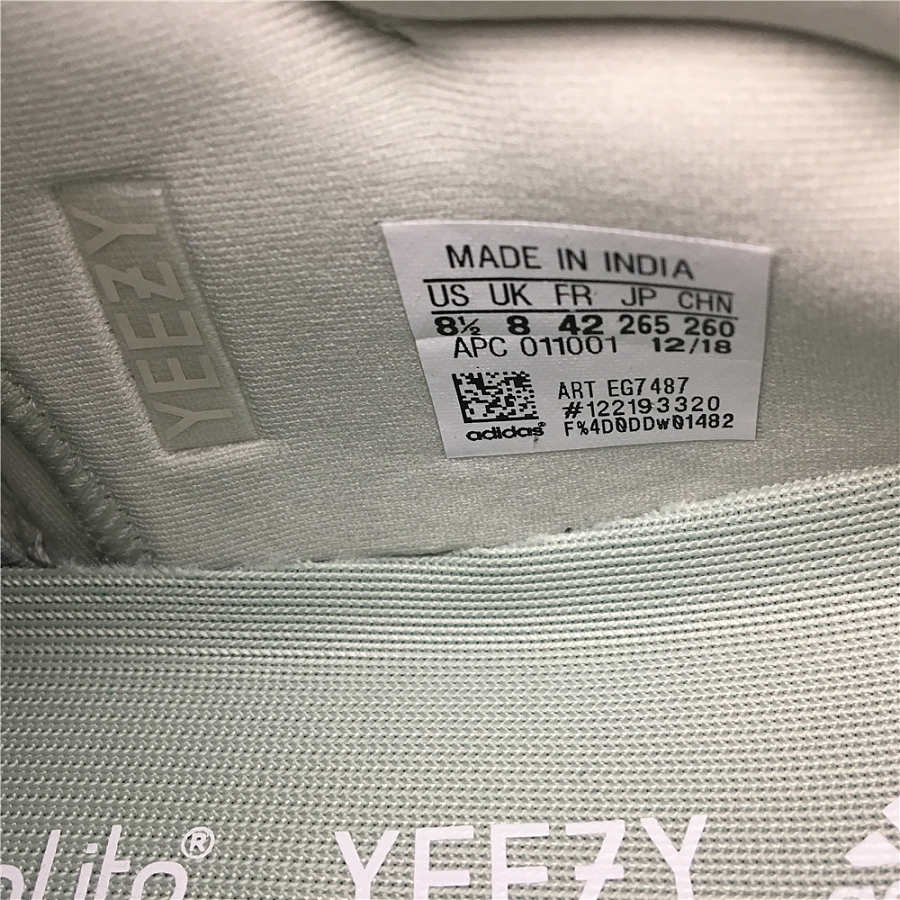 YEEZY
MADE IN INDIA
US UK FR JP CHN
8½ 8 42 265 260
APC 011001 12/18
ART EG7487
#122193320
adidas® F%4D0DDw01482
YEEZY